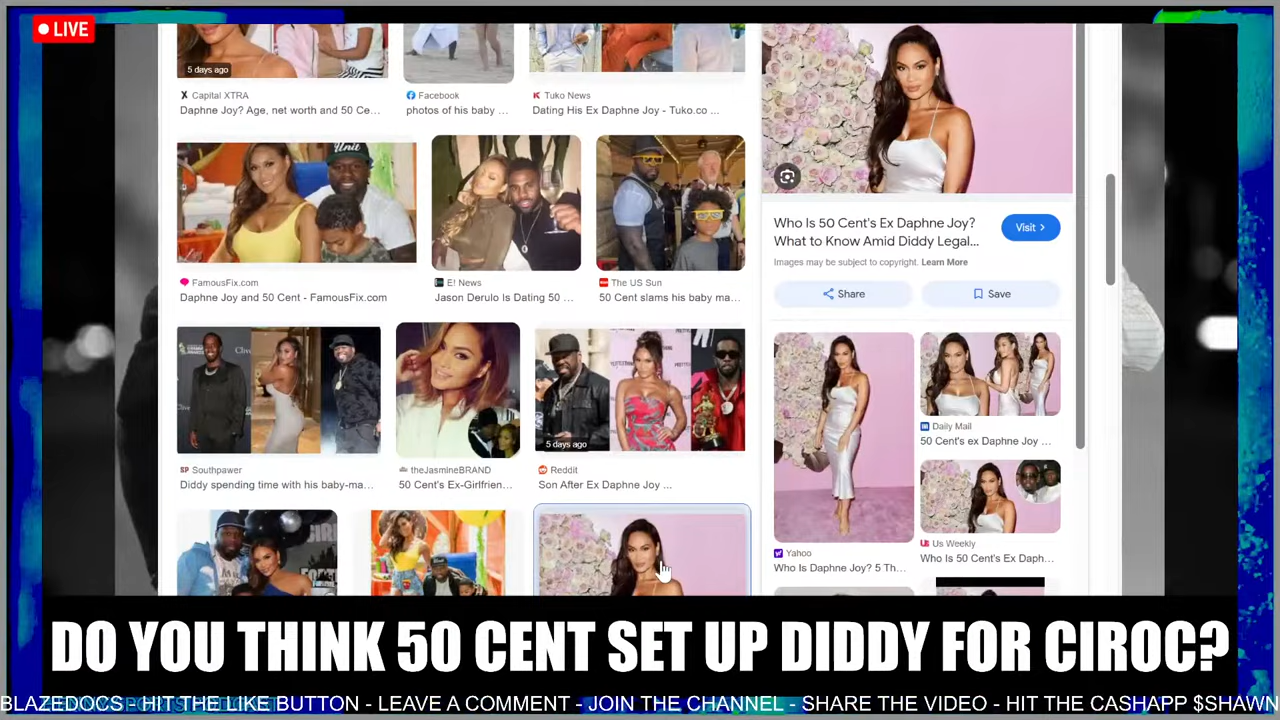 LIVE
5 days ago
Capital XTRA
Facebook
Tuko News
Daphne Joy? Age, net worth and 50 Ce...
photos of his baby ...
Dating His Ex Daphne Joy - Tuko.co ...
Unit
FamousFix.com
E! News
The US Sun
Daphne Joy and 50 Cent - FamousFix.com
Jason Derulo Is Dating 50 ...
50 Cent slams his baby ma...
5 days ago
Southpawer
theJasmineBRAND
Reddit
Diddy spending time with his baby-ma...
50 Cent's Ex-Girlfrien...
Son After Ex Daphne Joy ...
Who Is 50 Cent's Ex Daphne Joy?
What to Know Amid Diddy Legal...
Visit >
Images may be subject to copyright. Learn More
Share
Save
Daily Mail
50 Cent's ex Daphne Joy ...
Yahoo
Who Is Daphne Joy? 5 Th...
Us Weekly
Who Is 50 Cent's Ex Daph...
DO YOU THINK 50 CENT SET UP DIDDY FOR CIROC?
BLAZEDOCS - HIT THE LIKE BUTTON - LEAVE A COMMENT - JOIN THE CHANNEL - SHARE THE VIDEO - HIT THE CASHAPP $SHAWN